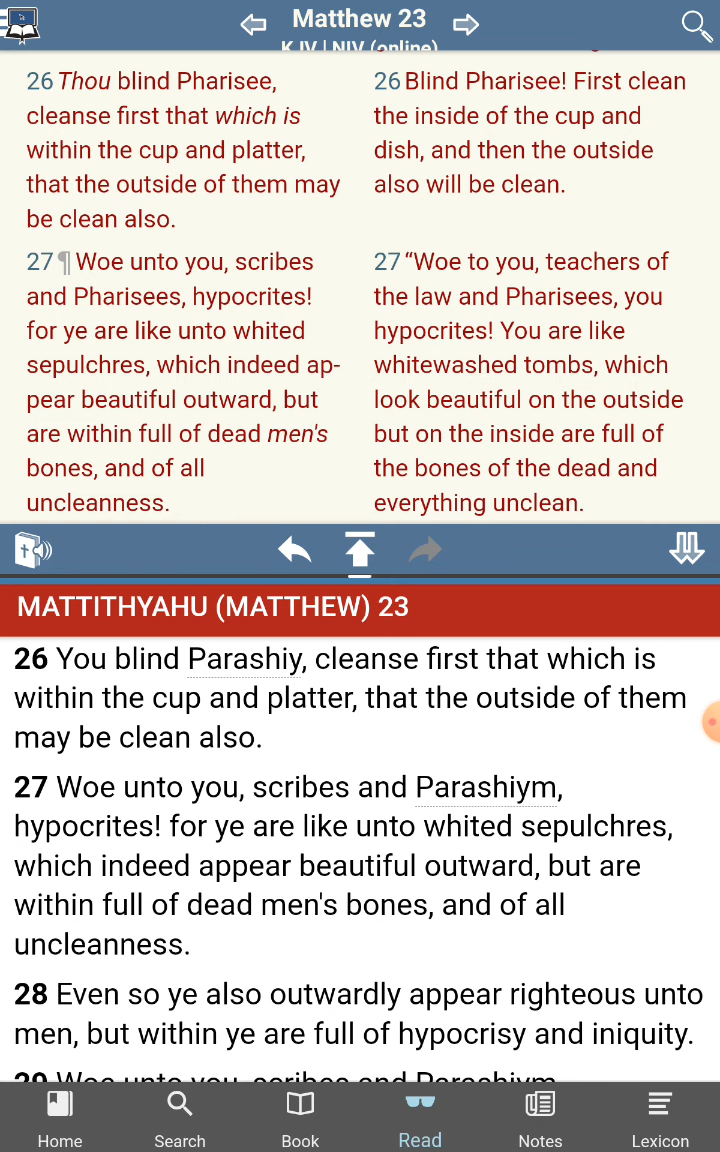 Matthew 23
KJV | NIV (online)
26 Thou blind Pharisee,
cleanse first that which is
within the cup and platter,
that the outside of them may
be clean also.
27 ¶ Woe unto you, scribes
and Pharisees, hypocrites!
for ye are like unto whited
sepulchres, which indeed ap-
pear beautiful outward, but
are within full of dead men's
bones, and of all
uncleanness.
26 Blind Pharisee! First clean
the inside of the cup and
dish, and then the outside
also will be clean.
27 “Woe to you, teachers of
the law and Pharisees, you
hypocrites! You are like
whitewashed tombs, which
look beautiful on the outside
but on the inside are full of
the bones of the dead and
everything unclean.
MATTITHYAHU (MATTHEW) 23
26 You blind Parashiy, cleanse first that which is
within the cup and platter, that the outside of them
may be clean also.
27 Woe unto you, scribes and Parashiym,
hypocrites! for ye are like unto whited sepulchres,
which indeed appear beautiful outward, but are
within full of dead men's bones, and of all
uncleanness.
28 Even so ye also outwardly appear righteous unto
men, but within ye are full of hypocrisy and iniquity.
29 Woe unto you, scribes and Parashiym,
Home
Search
Book
Read
Notes
Lexicon